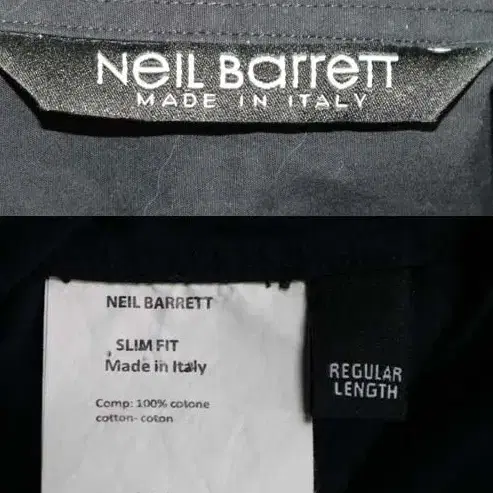 Neil Barrett
MADE IN ITALY
NEIL BARRETT
SLIM FIT
Made in Italy
Comp: 100% cotone
cotton- coton
REGULAR
LENGTH